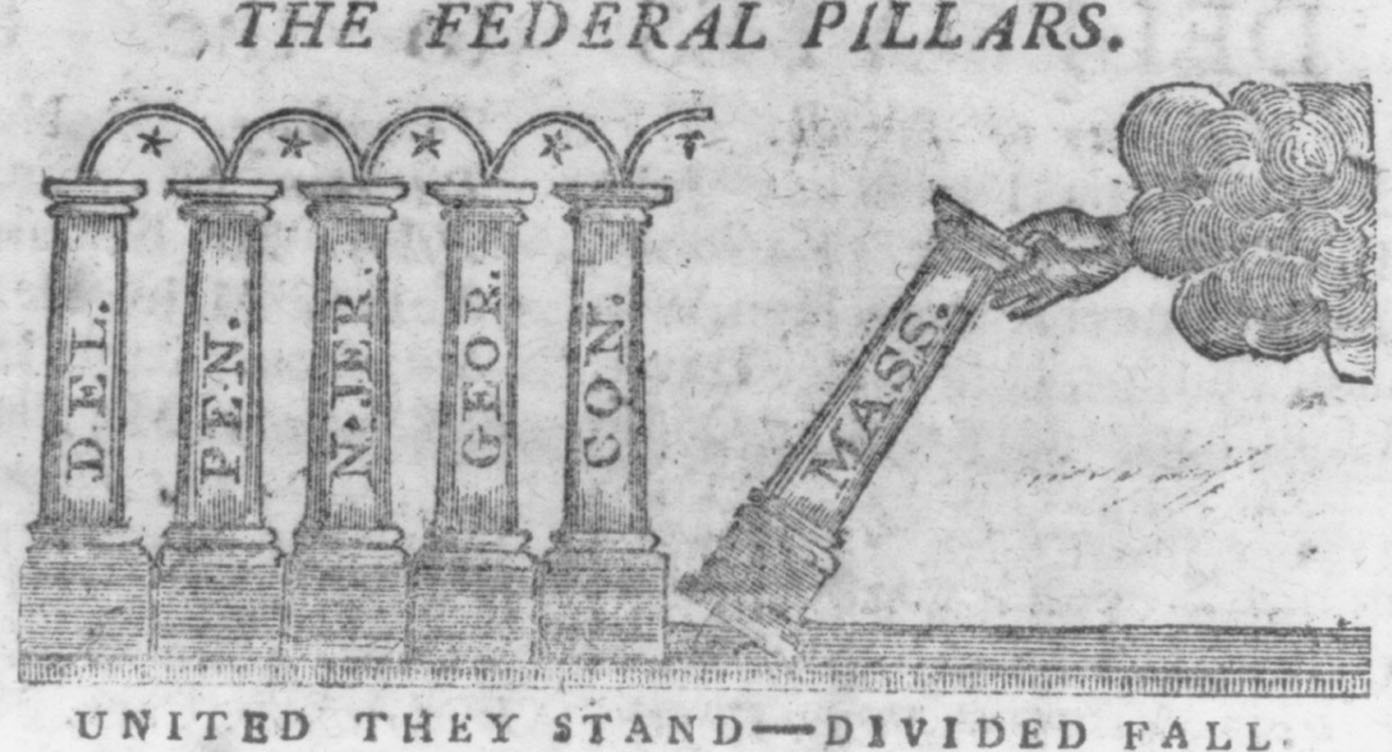 THE FEDERAL PILLARS.
DEL.
PEN.
N·JER.
GEOR.
CON.
MASS.
UNITED THEY STAND—DIVIDED FALL.